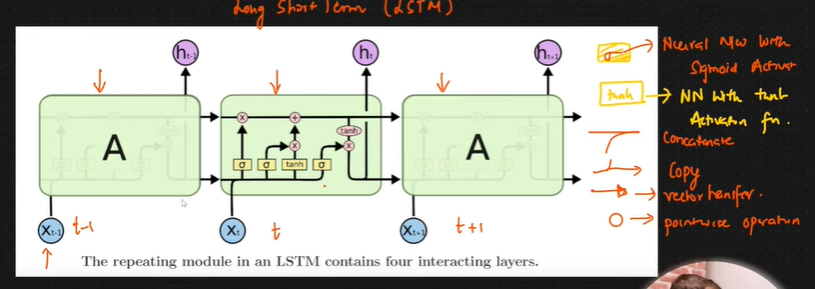 Long Short Term (LSTM)
ht-1 ht ht+1
Neural N/w with
Sigmoid Activat
tanh NN with tanh
Activation fn.
Concatenate
A A
x + tanh x x
σ σ tanh σ
Copy
vector transfer.
pointwise operation
Xt-1 t-1 Xt t Xt+1 t+1
The repeating module in an LSTM contains four interacting layers.